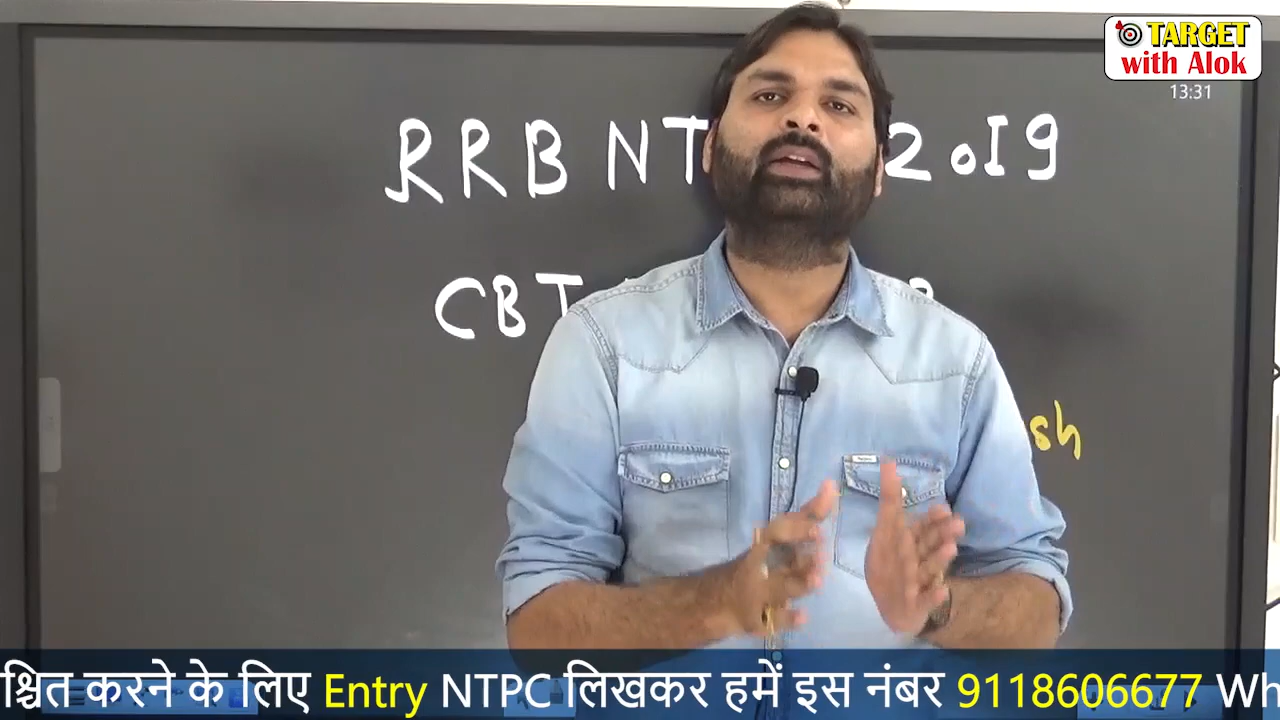 TARGET
with Alok
13:31
RRB NT 2019
CBT
sh
श्चित करने के लिए Entry NTPC लिखकर हमें इस नंबर 9118606677 Wh